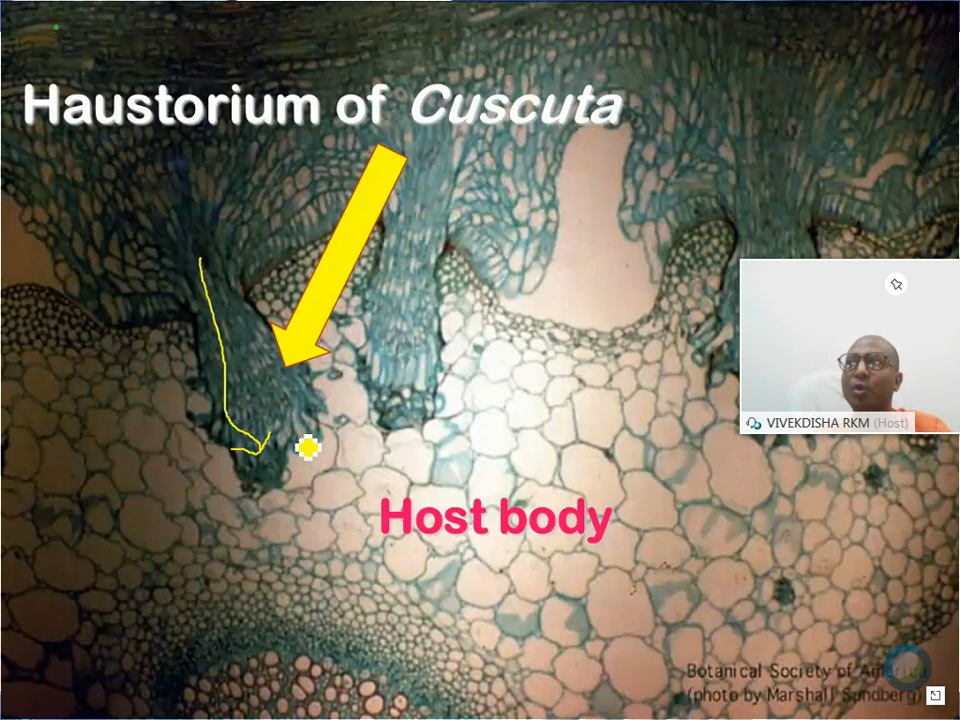 Haustorium of Cuscuta
VIVEKDISHA RKM (Host)
Host body
Botanical Society of America
(photo by Marshall Sundberg)